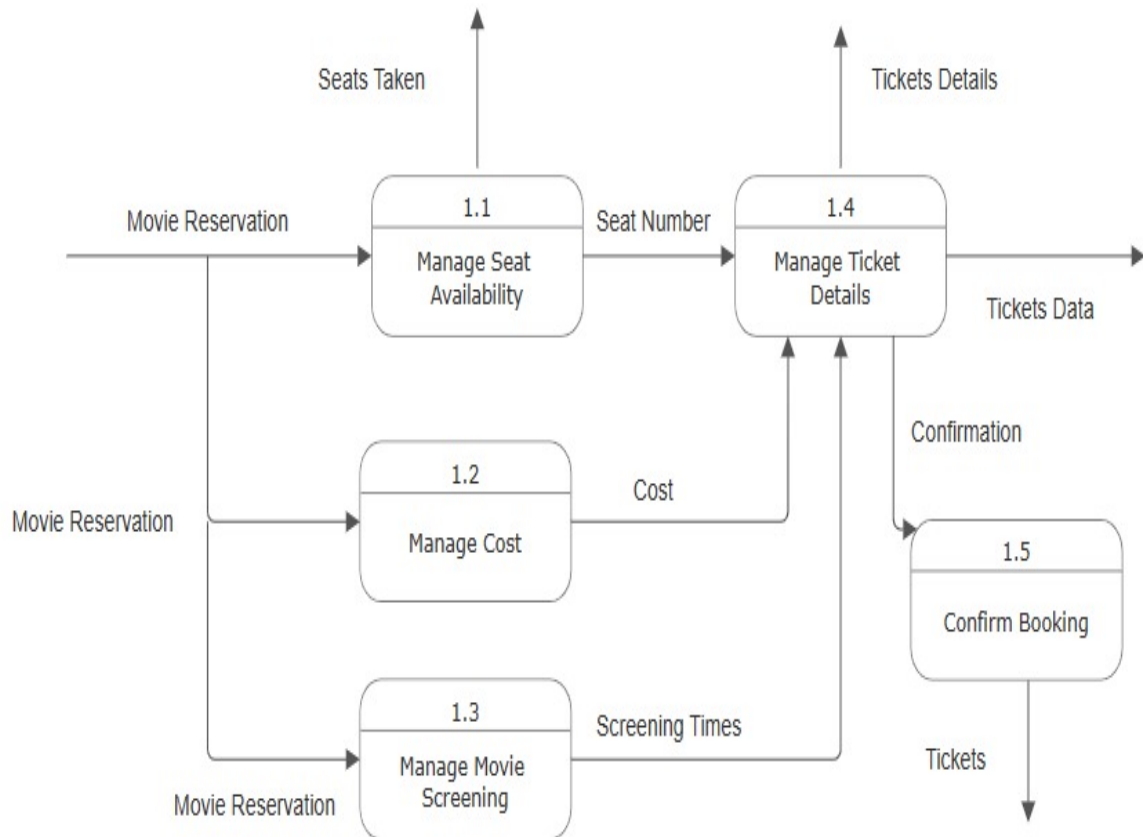 Seats Taken
Tickets Details
Movie Reservation
1.1
Manage Seat
Availability
Seat Number
1.4
Manage Ticket
Details
Tickets Data
Confirmation
Movie Reservation
1.2
Manage Cost
Cost
1.5
Confirm Booking
1.3
Manage Movie
Screening
Screening Times
Movie Reservation
Tickets